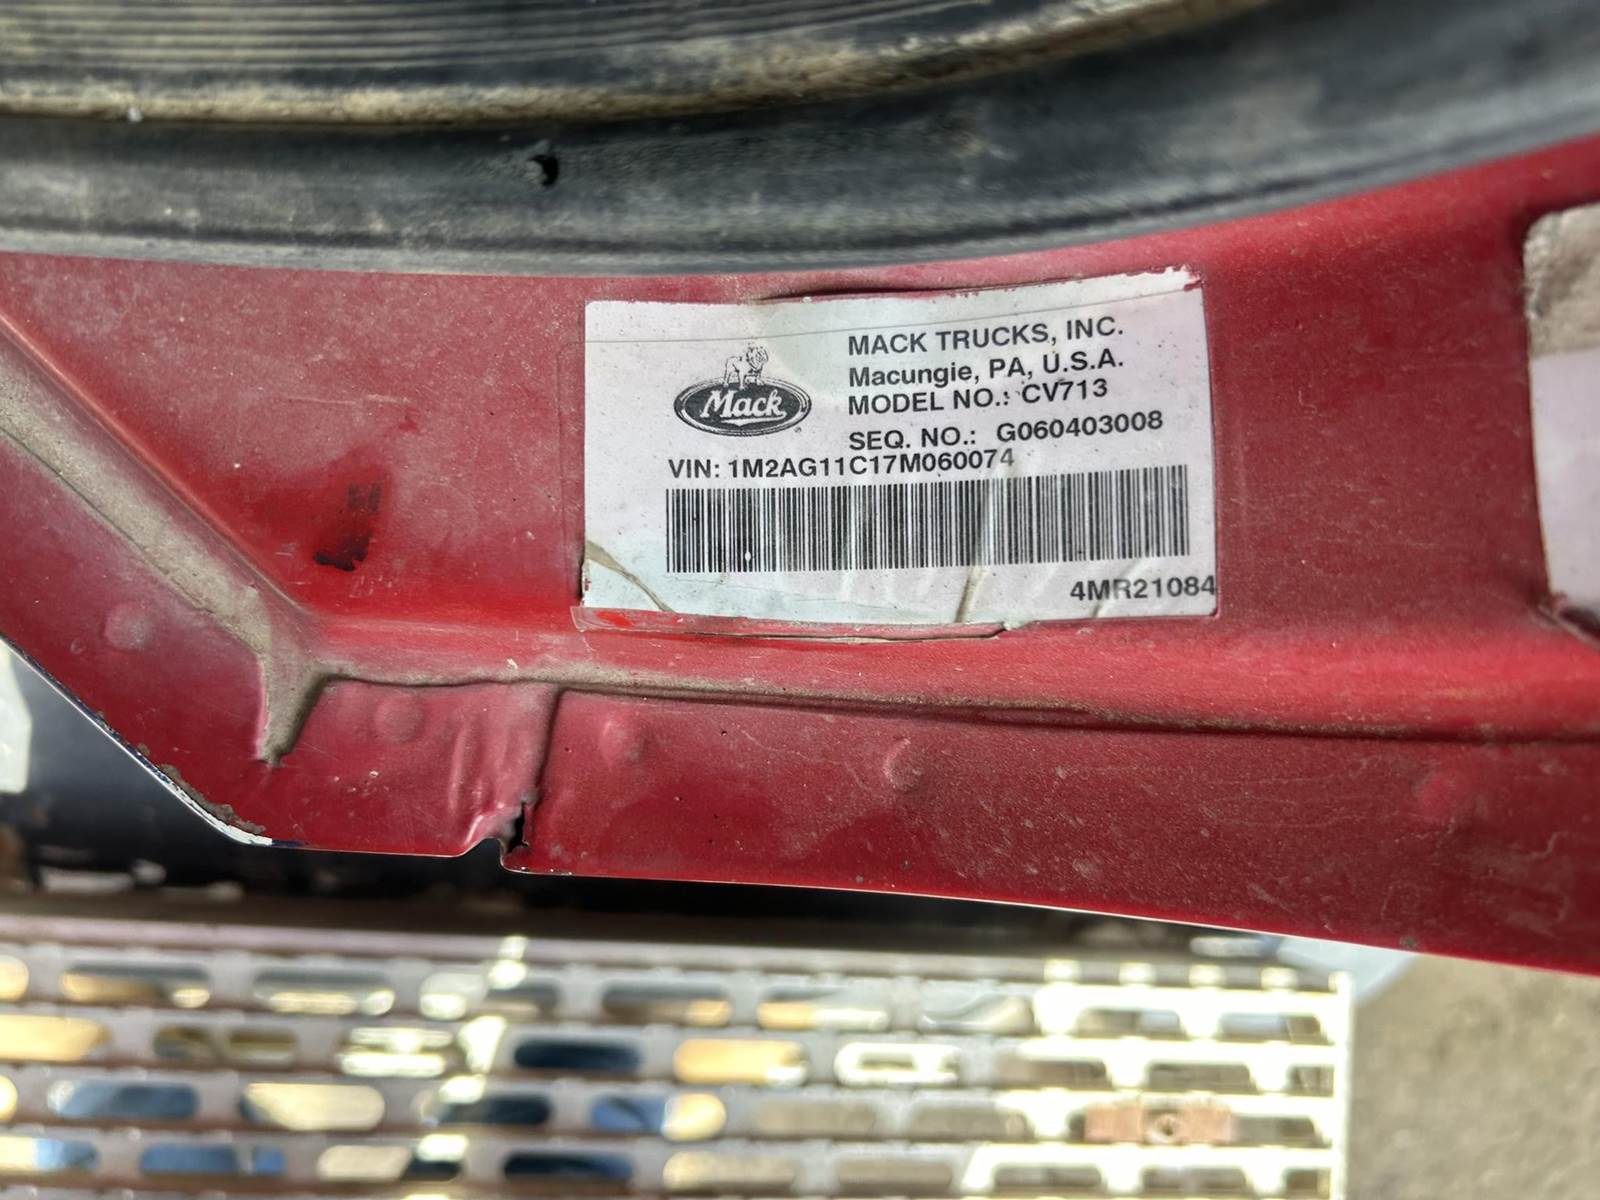 Mack
MACK TRUCKS, INC.
Macungie, PA, U.S.A.
MODEL NO.: CV713
SEQ. NO.: G060403008
VIN: 1M2AG11C17M060074
4MR21084